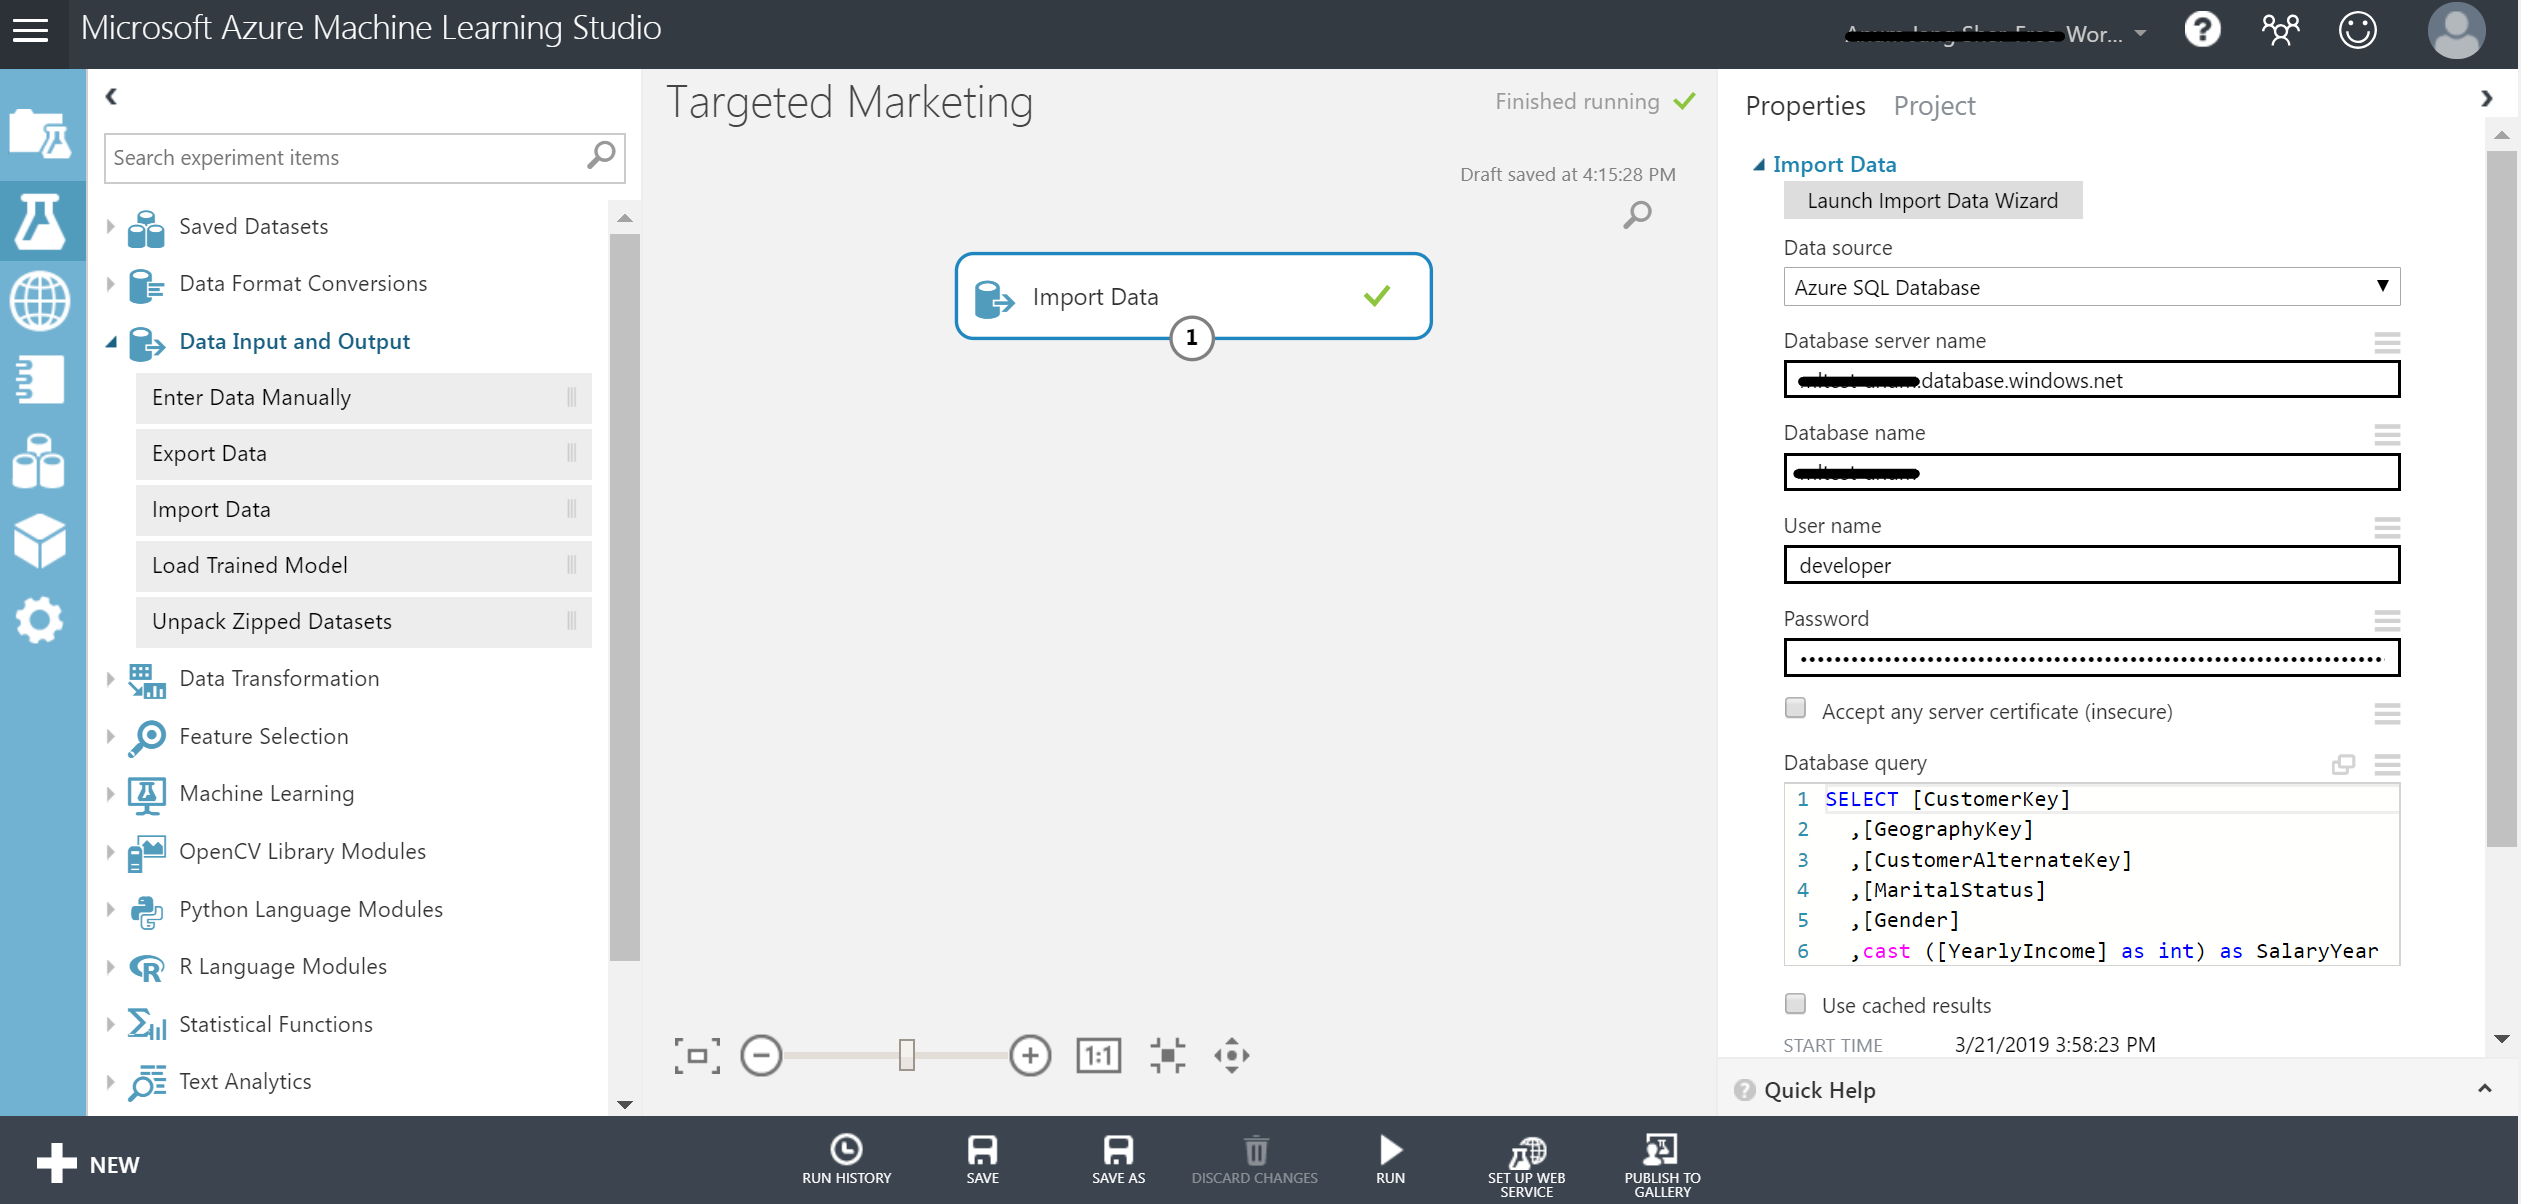 Microsoft Azure Machine Learning Studio
Wor...
Search experiment items
Saved Datasets
Data Format Conversions
Data Input and Output
Enter Data Manually
Export Data
Import Data
Load Trained Model
Unpack Zipped Datasets
Data Transformation
Feature Selection
Machine Learning
OpenCV Library Modules
Python Language Modules
R Language Modules
Statistical Functions
Text Analytics
Targeted Marketing
Finished running
Draft saved at 4:15:28 PM
Import Data
1
1:1
Properties Project
Import Data
Launch Import Data Wizard
Data source
Azure SQL Database
Database server name
.database.windows.net
Database name
User name
developer
Password
Accept any server certificate (insecure)
Database query
1 SELECT [CustomerKey]
2 ,[GeographyKey]
3 ,[CustomerAlternateKey]
4 ,[MaritalStatus]
5 ,[Gender]
6 ,cast ([YearlyIncome] as int) as SalaryYear
Use cached results
START TIME 3/21/2019 3:58:23 PM
Quick Help
NEW
RUN HISTORY
SAVE
SAVE AS
DISCARD CHANGES
RUN
SET UP WEB
SERVICE
PUBLISH TO
GALLERY